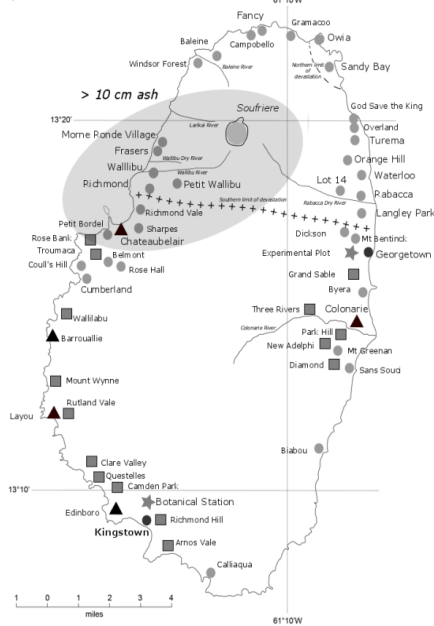 61°10'W
Fancy
Gramacoo
Baleine
Campobello
Owia
Windsor Forest
Baleine River
Northern limit
of
devastation
Sandy Bay
> 10 cm ash
Soufriere
God Save the King
13°20'
Larikai River
Overland
Morne Ronde Village
Turema
Frasers
Wallibu Dry River
Orange Hill
Walllibu
Wallibu River
Waterloo
Richmond
Petit Wallibu
Lot 14
Rabacca
Southern limit of devastation
Rabacca Dry River
Richmond Vale
Langley Park
Petit Bordel
Sharpes
Dickson
Mt Bentinck
Rose Bank
Chateaubelair
Troumaca
Belmont
Experimental Plot
Georgetown
Coull's Hill
Rose Hall
Grand Sable
Cumberland
Byera
Wallilabu
Three Rivers
Colonarie
Barrouallie
Colonarie River
Park Hill
New Adelphi
Mt Greenan
Diamond
Sans Souci
Mount Wynne
Rutland Vale
Layou
Biabou
Clare Valley
Questelles
13°10'
Camden Park
Botanical Station
Edinboro
Richmond Hill
Kingstown
Arnos Vale
Calliaqua
1 0 1 2 3 4
miles
61°10'W